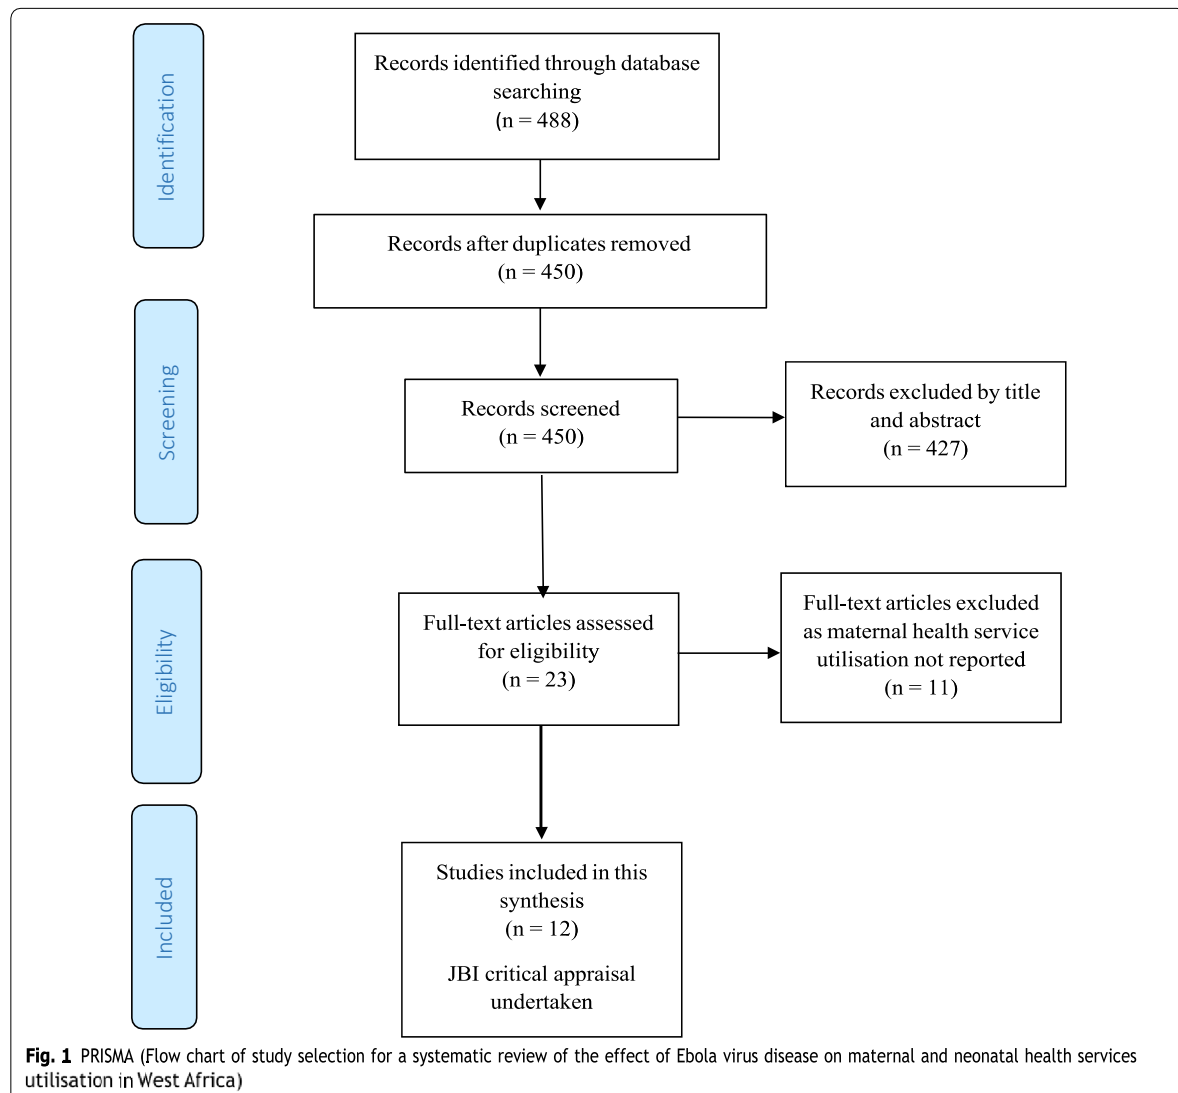 Identification
Records identified through database
searching
(n = 488)
Records after duplicates removed
(n = 450)
Screening
Records screened
(n = 450)
Records excluded by title
and abstract
(n = 427)
Eligibility
Full-text articles assessed
for eligibility
(n = 23)
Full-text articles excluded
as maternal health service
utilisation not reported
(n = 11)
Included
Studies included in this
synthesis
(n = 12)
JBI critical appraisal
undertaken
Fig. 1 PRISMA (Flow chart of study selection for a systematic review of the effect of Ebola virus disease on maternal and neonatal health services
utilisation in West Africa)